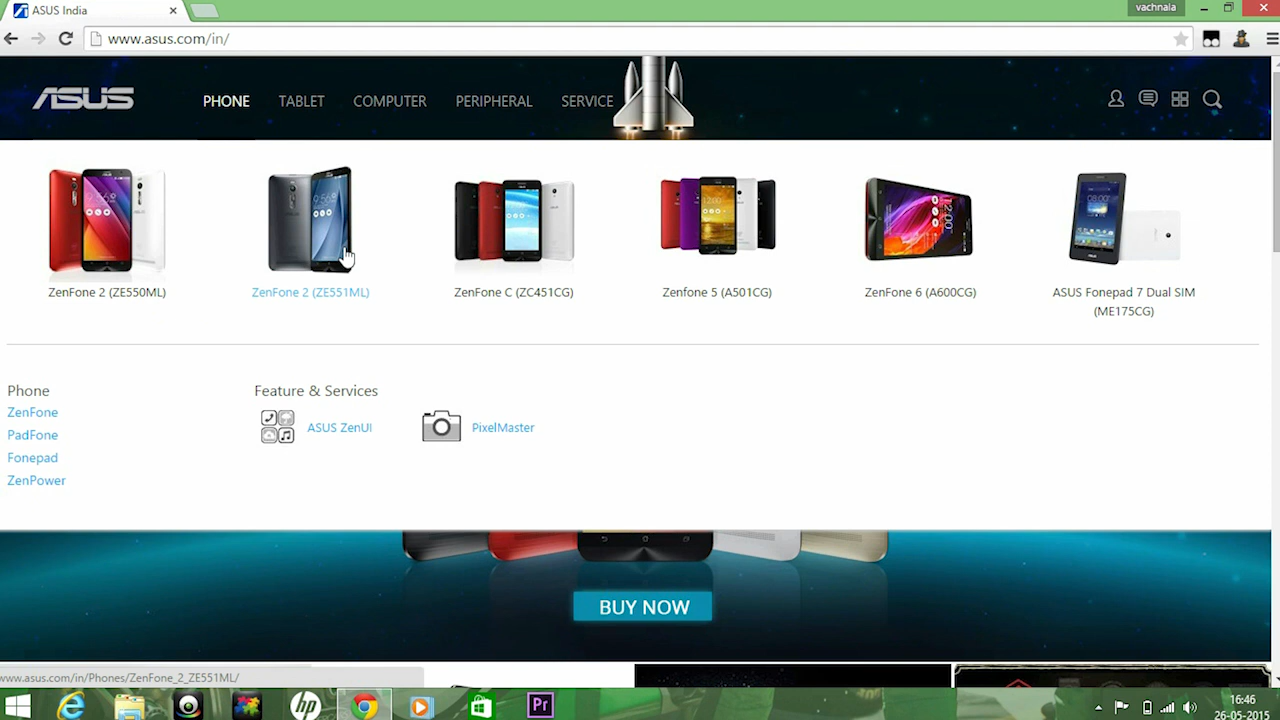 ASUS India
vachnala
www.asus.com/in/
ASUS PHONE TABLET COMPUTER PERIPHERAL SERVICE
ZenFone 2 (ZE550ML) ZenFone 2 (ZE551ML) ZenFone C (ZC451CG) Zenfone 5 (A501CG) ZenFone 6 (A600CG) ASUS Fonepad 7 Dual SIM
(ME175CG)
Phone Feature & Services
ZenFone
ASUS ZenUI PixelMaster
PadFone
Fonepad
ZenPower
BUY NOW
www.asus.com/in/Phones/ZenFone_2_ZE551ML/
hp Pr
16:46
26-05-2015